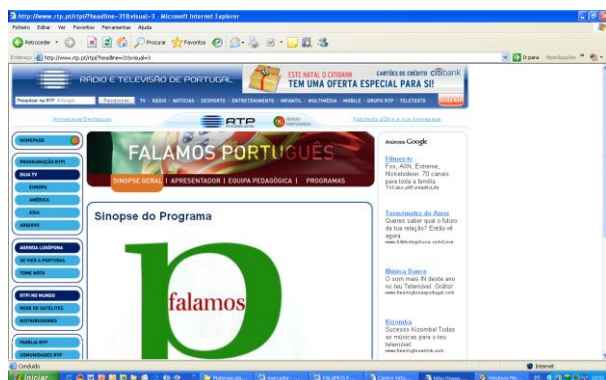 http://www.rtp.pt/rtpi/?headline=31&visual=3 - Microsoft Internet Explorer
Ficheiro Editar Ver Favoritos Ferramentas Ajuda
Retroceder Procurar Favoritos
Endereço http://www.rtp.pt/rtpi/?headline=31&visual=3 Ir para Hiperligações
RÁDIO E TELEVISÃO DE PORTUGAL
ESTE NATAL O CITIBANK
TEM UMA OFERTA ESPECIAL PARA SI!
CARTÕES DE CRÉDITO citibank
Pesquisar na RTP
Pesquisar
TV - RÁDIO - NOTÍCIAS - DESPORTO - ENTRETENIMENTO - INFANTIL - MULTIMÉDIA - MOBILE - GRUPO RTP - TELETEXTO
Homepage/Destaques
RTP
HOMEPAGE
PROGRAMAÇÃO RTPI
GUIA TV
EUROPA
AMÉRICA
ÁSIA
ARQUIVO
AGENDA LUSÓFONA
SE VIER A PORTUGAL
TOME NOTA
RTPI NO MUNDO
REDE DE SATÉLITES
DISTRIBUIDORES
FAMÍLIA RTP
COMUNIDADES RTP
FALAMOS PORTUGUÊS
SINOPSE GERAL | APRESENTADOR | EQUIPA PEDAGÓGICA | PROGRAMAS
Sinopse do Programa
falamos
Anúncios Google
Filmes tv
Fox, AXN, Extreme,
Nickelodeon. 70 canais
para toda a família.
Termómetro do Amor
Queres saber qual o futuro
da tua relação? Então vê
agora
Música Dance
O som mais IN deste ano
no teu Telemóvel. Grátis!
Kizomba
Sucesos Kizomba! Todas
as músicas para o teu
Telemóvel
Concluído
Internet
Iniciar